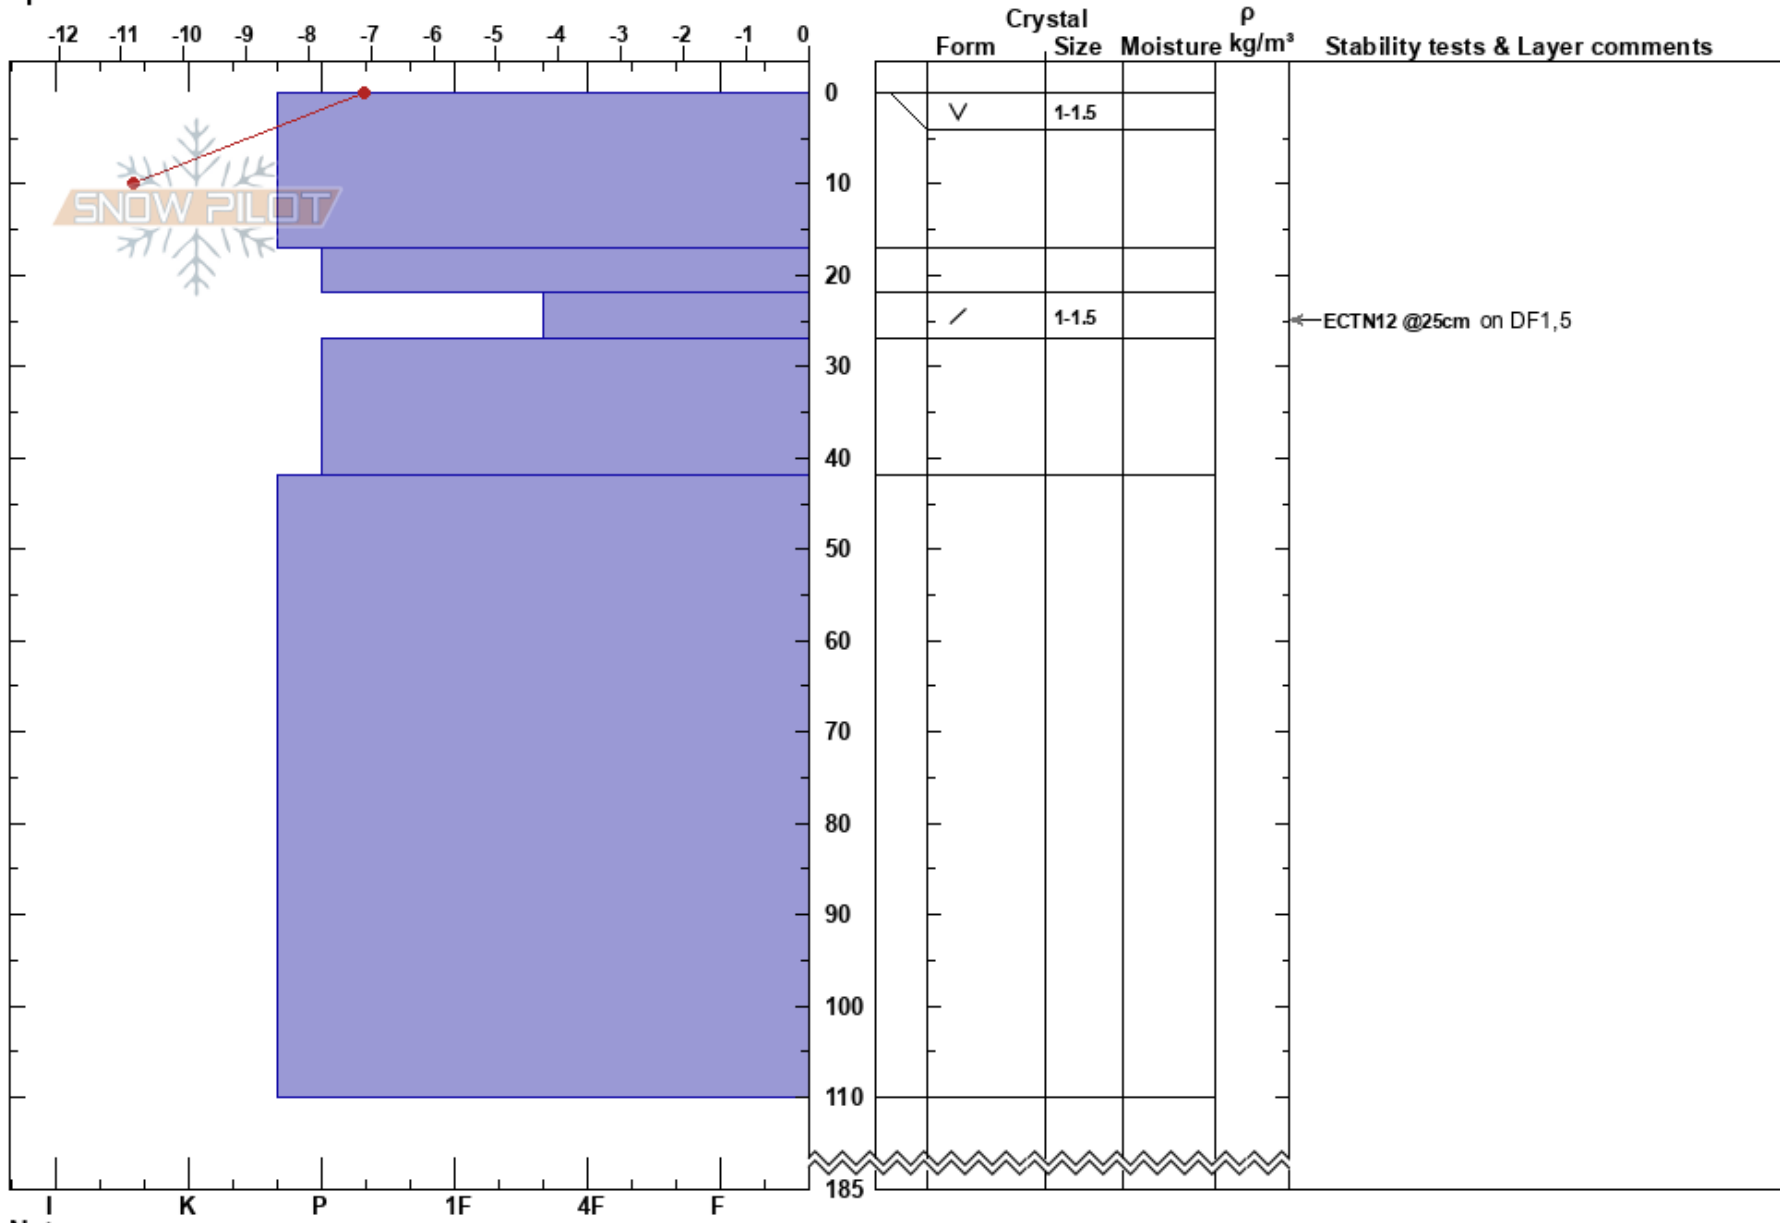 Crystal ρ
-12 -11 -10 -9 -8 -7 -6 -5 -4 -3 -2 -1 0 Form Size Moisture kg/m³ Stability tests & Layer comments
0 1-1.5
10
SNOW PILOT
20
1-1.5 ECTN12 @25cm on DF1,5
30
40
50
60
70
80
90
100
110
185
I K P 1F 4F F